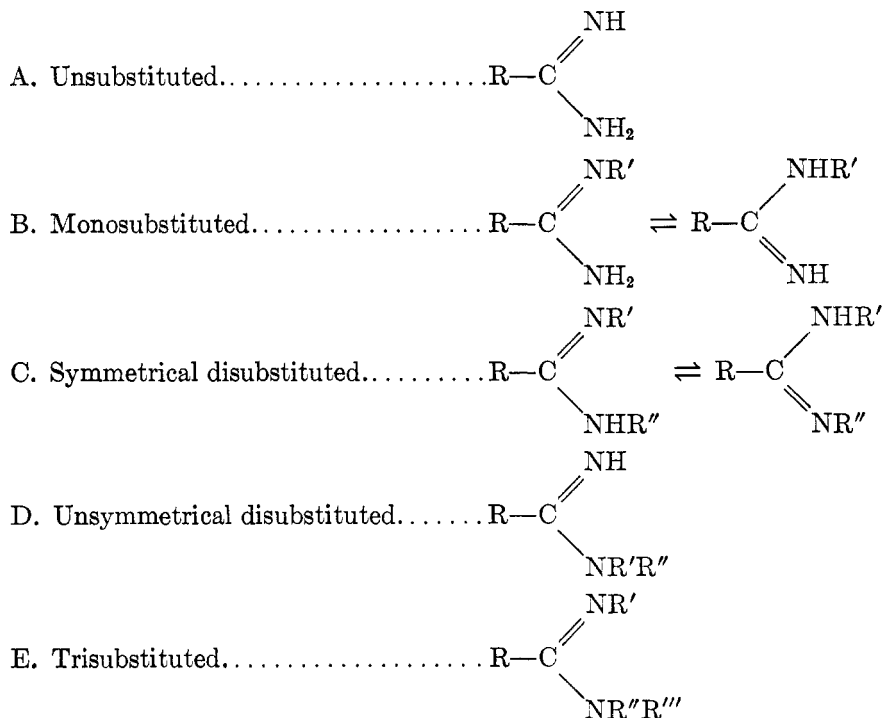 NH
A. Unsubstituted.....................R—C
NH₂
NR′ NHR′
B. Monosubstituted..................R—C ⇌ R—C
NH₂ NH
NR′ NHR′
C. Symmetrical disubstituted..........R—C ⇌ R—C
NHR″ NR″
NH
D. Unsymmetrical disubstituted.......R—C
NR′R″
NR′
E. Trisubstituted.....................R—C
NR″R‴